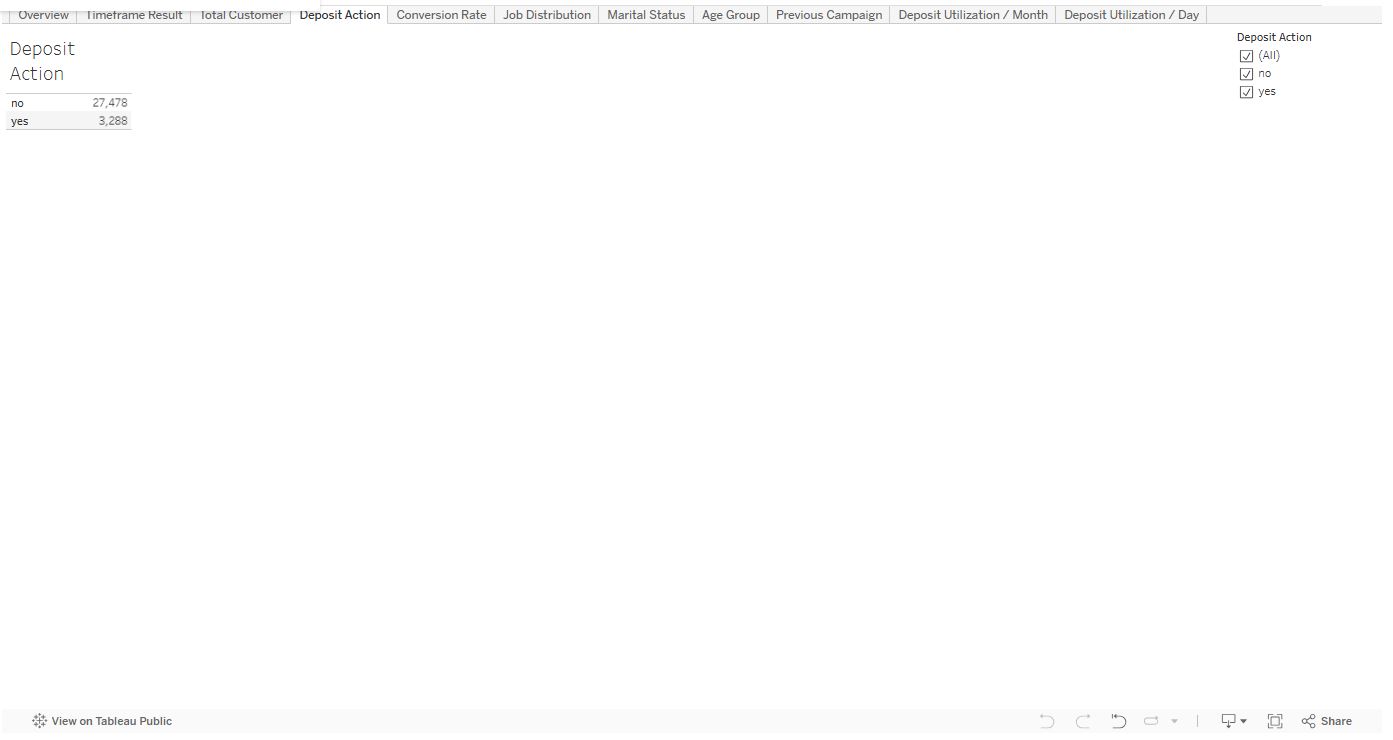 Overview Timeframe Result Total Customer Deposit Action Conversion Rate Job Distribution Marital Status Age Group Previous Campaign Deposit Utilization / Month Deposit Utilization / Day
Deposit
Action
no 27,478
yes 3,288
Deposit Action
(All)
no
yes
View on Tableau Public
Share